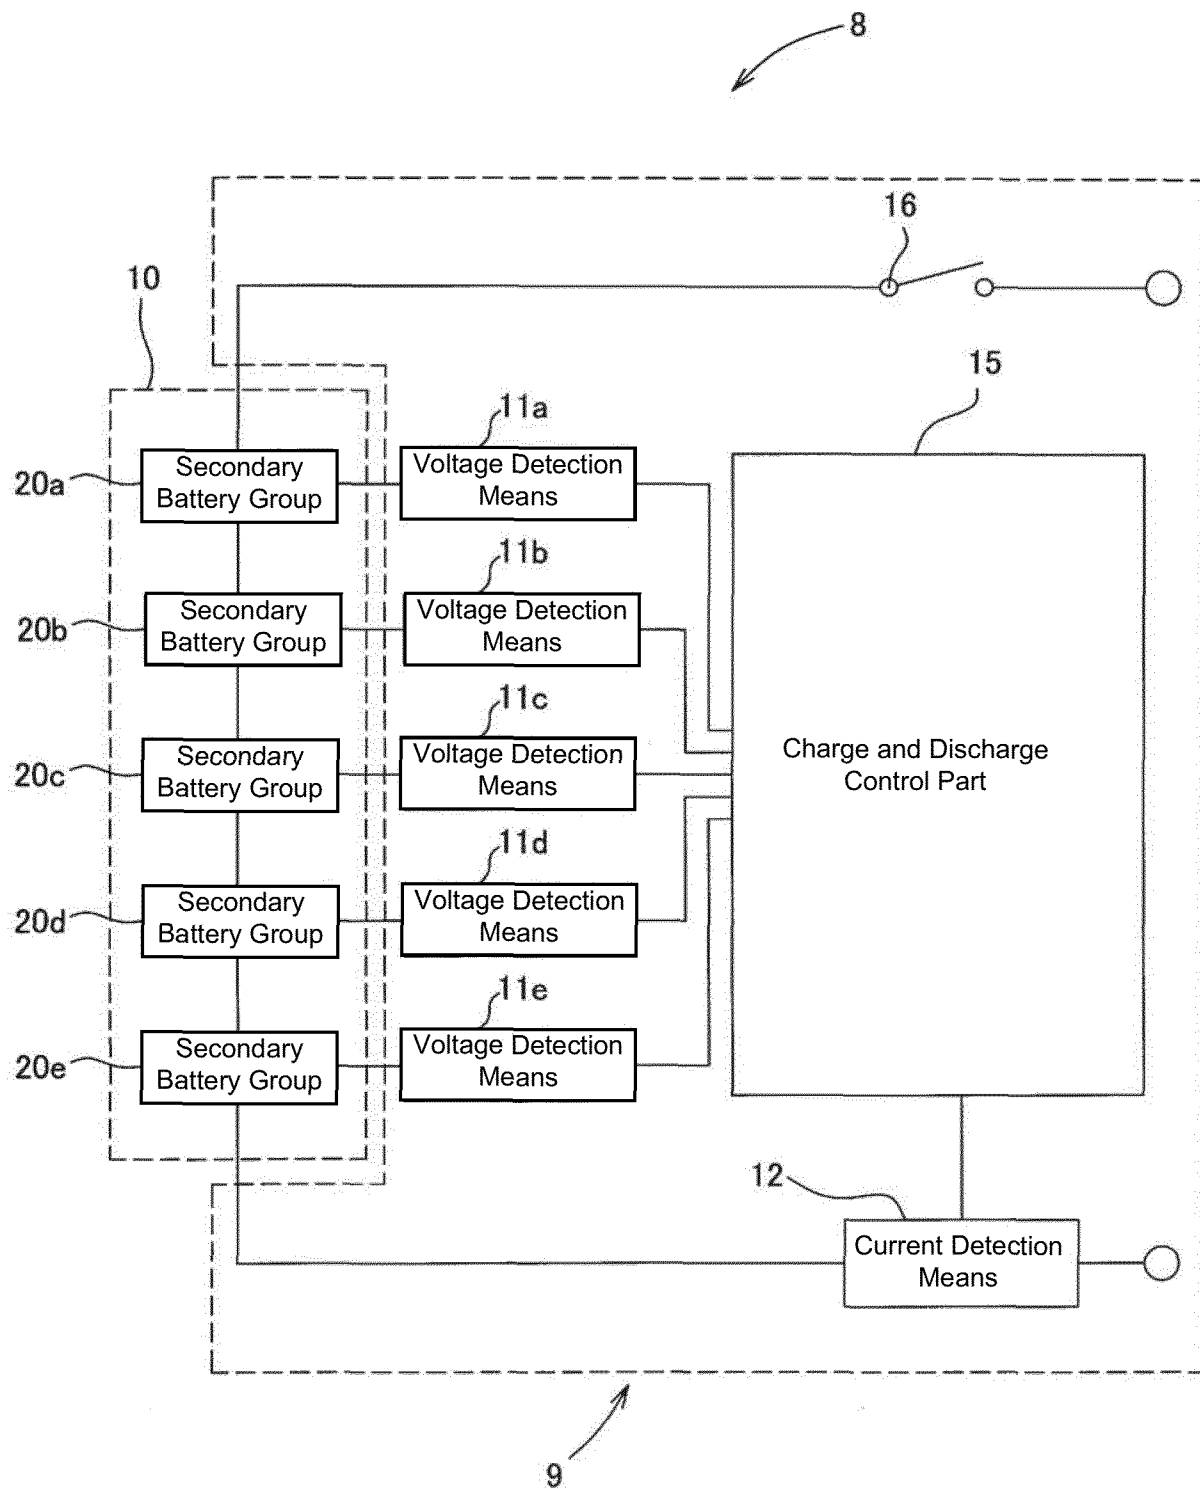 8
16
10
15
11a
20a
Secondary
Battery Group
Voltage Detection
Means
11b
20b
Secondary
Battery Group
Voltage Detection
Means
11c
20c
Secondary
Battery Group
Voltage Detection
Means
Charge and Discharge
Control Part
11d
20d
Secondary
Battery Group
Voltage Detection
Means
11e
20e
Secondary
Battery Group
Voltage Detection
Means
12
Current Detection
Means
9